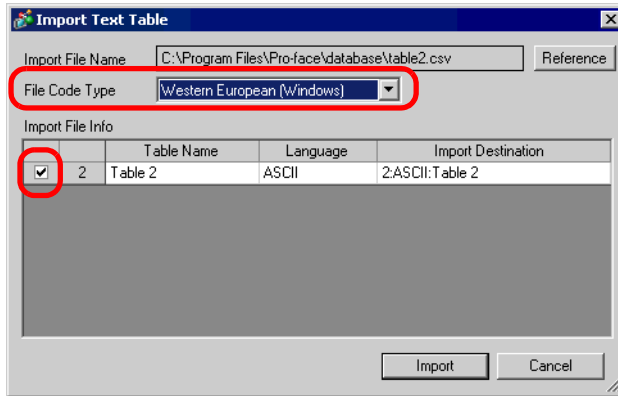 Import Text Table
Import File Name C:\Program Files\Pro-face\database\table2.csv Reference
File Code Type Western European (Windows)
Import File Info
Table Name Language Import Destination
2 Table 2 ASCII 2:ASCII:Table 2
Import Cancel